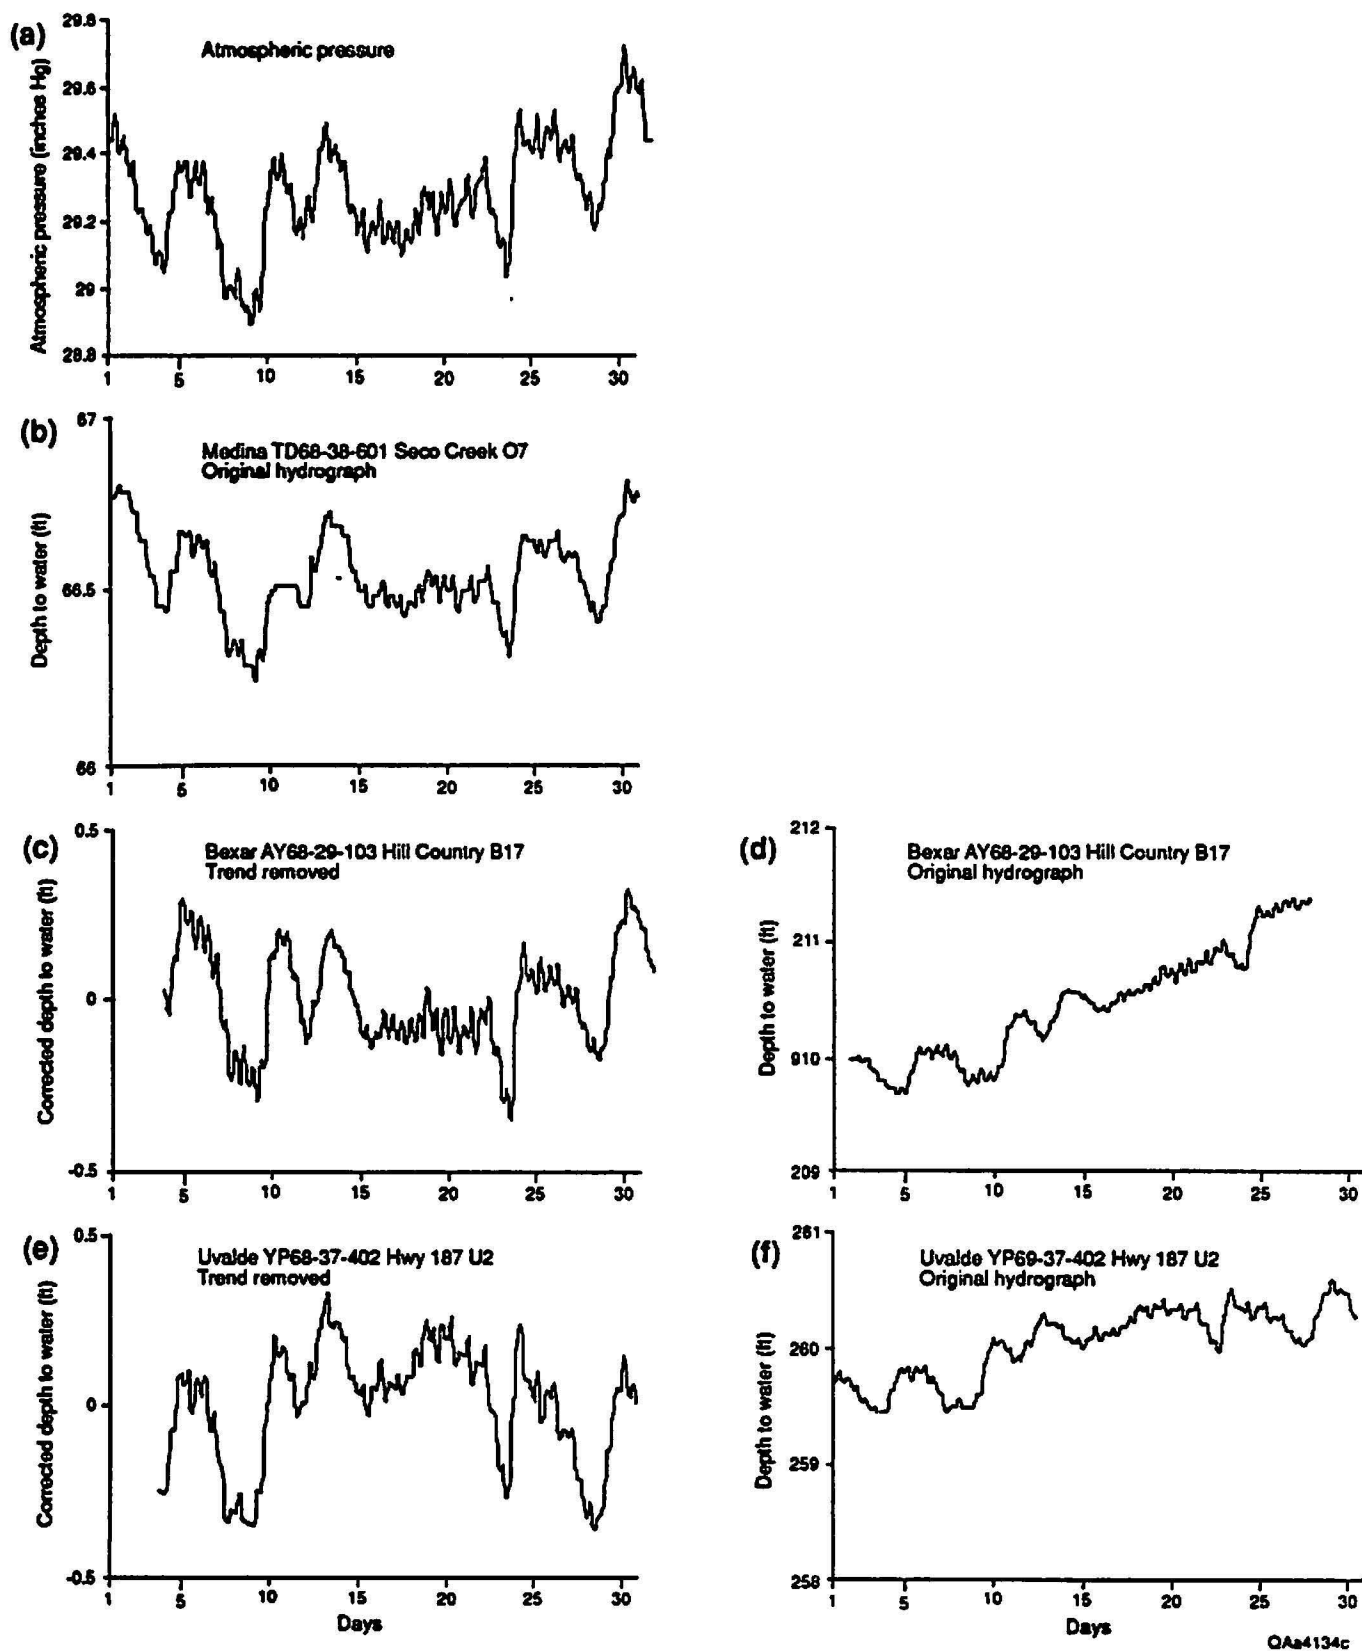 (a)
Atmospheric pressure
Atmospheric pressure (inches Hg)
29.8
29.6
29.4
29.2
29
28.8
1 5 10 15 20 25 30
(b)
Medina TD68-38-601 Seco Creek O7
Original hydrograph
Depth to water (ft)
67
66.5
66
1 5 10 15 20 25 30
(c)
Bexar AY68-29-103 Hill Country B17
Trend removed
Corrected depth to water (ft)
0.5
0
-0.5
1 5 10 15 20 25 30
(d)
Bexar AY68-29-103 Hill Country B17
Original hydrograph
Depth to water (ft)
212
211
910
209
1 5 10 15 20 25 30
(e)
Uvalde YP68-37-402 Hwy 187 U2
Trend removed
Corrected depth to water (ft)
0.5
0
-0.5
1 5 10 15 20 25 30
Days
(f)
Uvalde YP69-37-402 Hwy 187 U2
Original hydrograph
Depth to water (ft)
261
260
259
258
1 5 10 15 20 25 30
Days
QAa4134c